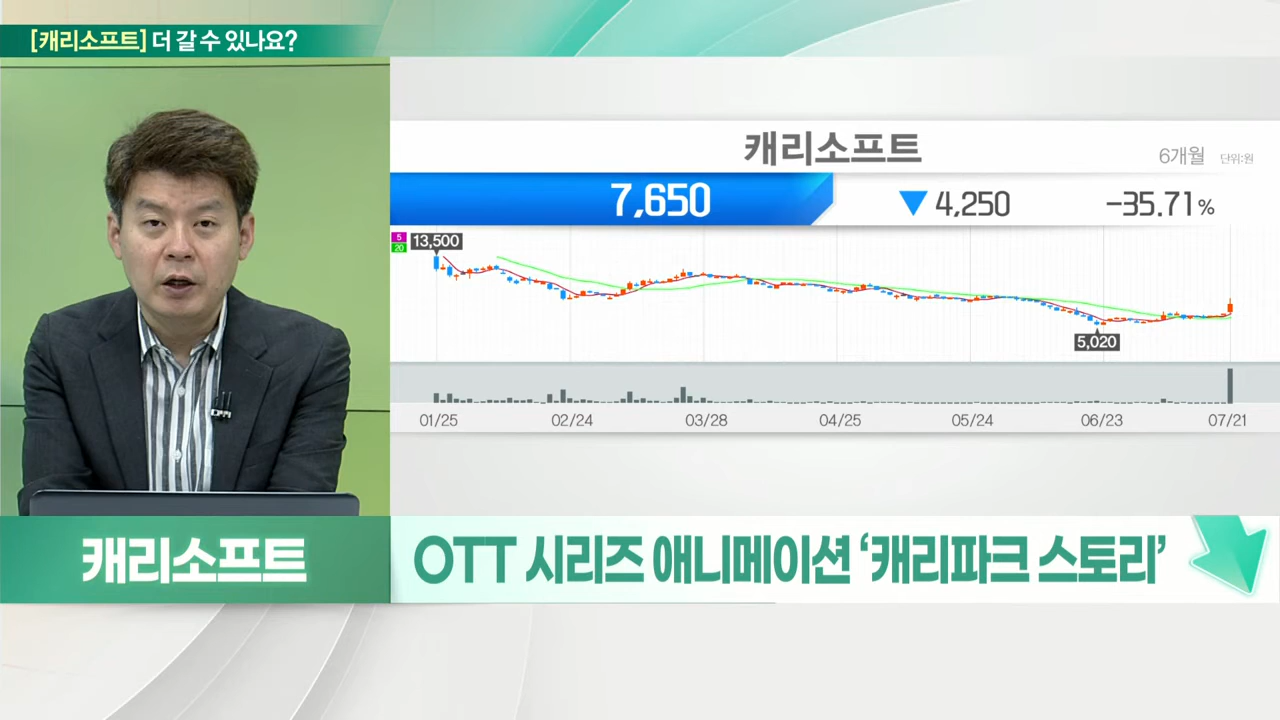 [캐리소프트] 더 갈 수 있나요?
캐리소프트
6개월 단위:원
7,650 ▼ 4,250 -35.71%
5
20
13,500
5,020
01/25 02/24 03/28 04/25 05/24 06/23 07/21
캐리소프트
OTT 시리즈 애니메이션 ‘캐리파크 스토리’